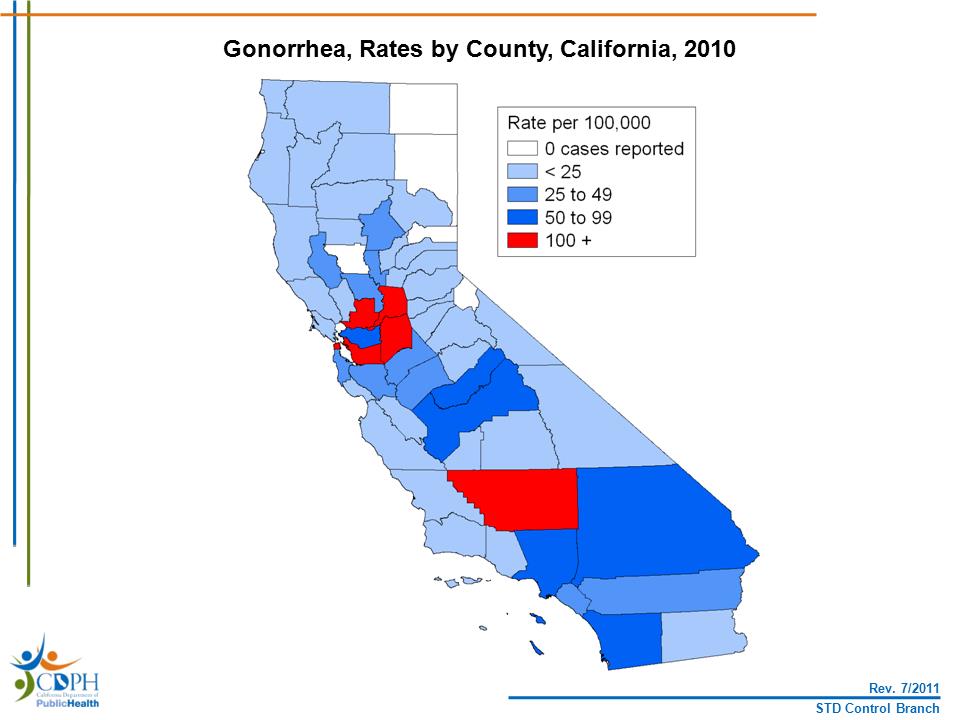 Gonorrhea, Rates by County, California, 2010
Rate per 100,000
0 cases reported
< 25
25 to 49
50 to 99
100 +
CDPH
California Department of
PublicHealth
Rev. 7/2011
STD Control Branch